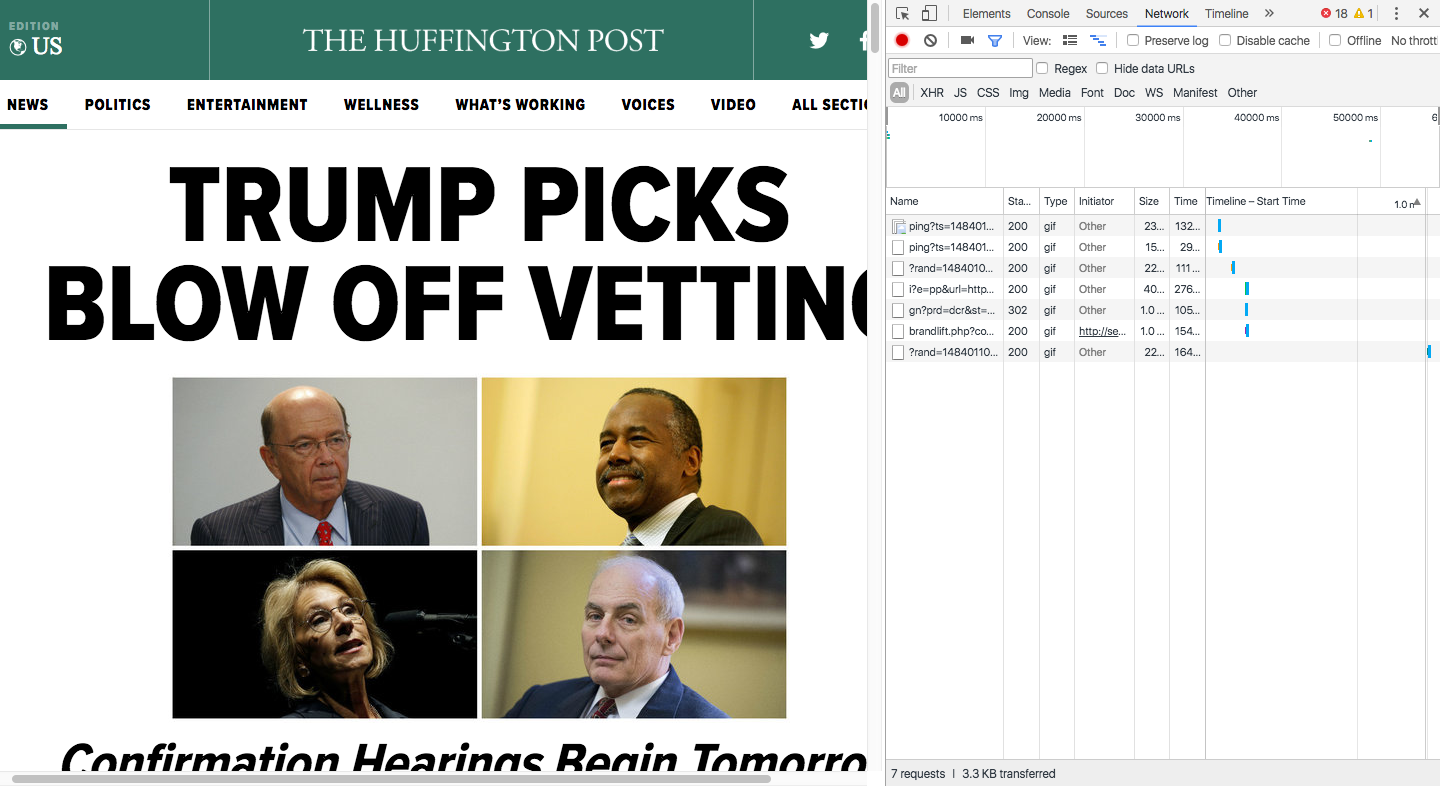 EDITION
US
THE HUFFINGTON POST
NEWS POLITICS ENTERTAINMENT WELLNESS WHAT'S WORKING VOICES VIDEO ALL SECTIO
TRUMP PICKS
BLOW OFF VETTING
Confirmation Hearings Begin Tomorro
Elements Console Sources Network Timeline » 18 1
View: Preserve log Disable cache Offline No thrott
Filter Regex Hide data URLs
All XHR JS CSS Img Media Font Doc WS Manifest Other
10000 ms 20000 ms 30000 ms 40000 ms 50000 ms 6
Name Sta... Type Initiator Size Time Timeline – Start Time 1.0 m
ping?ts=148401... 200 gif Other 23... 132...
ping?ts=148401... 200 gif Other 15... 29...
?rand=1484010... 200 gif Other 22... 111...
i?e=pp&url=http... 200 gif Other 40... 276...
gn?prd=dcr&st=... 302 gif Other 1.0... 105...
brandlift.php?co... 200 gif http://se... 1.0... 154...
?rand=14840110... 200 gif Other 22... 164...
7 requests | 3.3 KB transferred